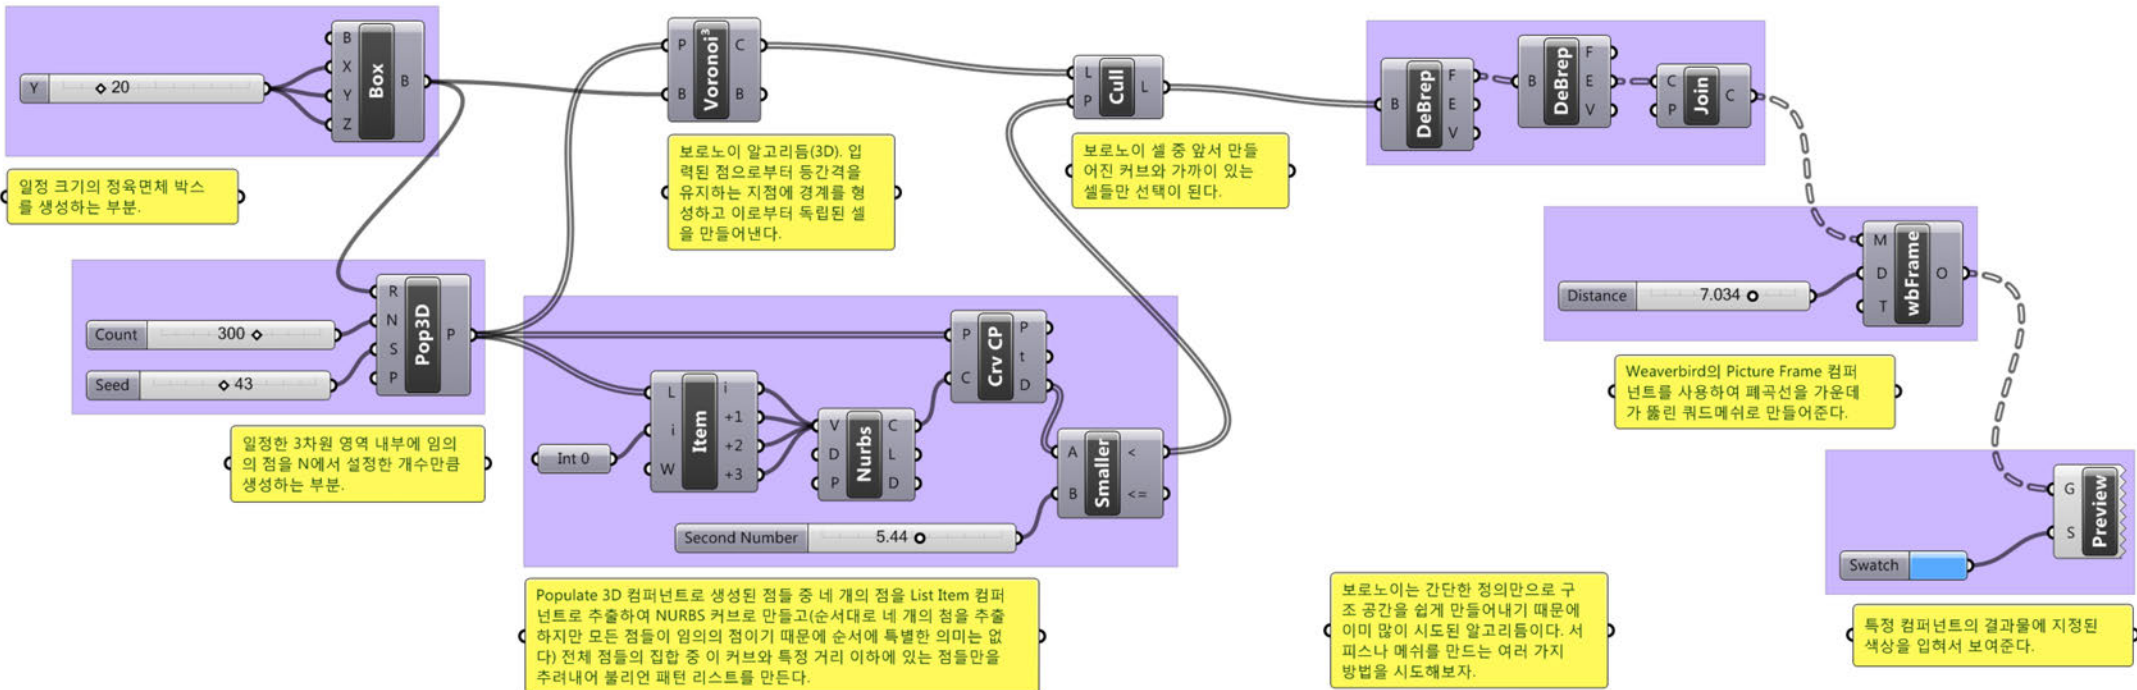 Y
20
B
X
Y
Z
Box
B
일정 크기의 정육면체 박스
를 생성하는 부분.
P
B
Voronoi³
C
B
보로노이 알고리듬(3D). 입
력된 점으로부터 등간격을
유지하는 지점에 경계를 형
성하고 이로부터 독립된 셀
을 만들어낸다.
L
P
Cull
L
보로노이 셀 중 앞서 만들
어진 커브와 가까이 있는
셀들만 선택이 된다.
B
DeBrep
F
E
V
B
DeBrep
F
E
V
C
P
Join
C
Count
300
Seed
43
R
N
S
P
Pop3D
P
일정한 3차원 영역 내부에 임의
의 점을 N에서 설정한 개수만큼
생성하는 부분.
Int 0
L
i
W
Item
i
+1
+2
+3
V
D
P
Nurbs
C
L
D
P
C
Crv CP
P
t
D
Second Number
5.44
A
B
Smaller
<
<=
Populate 3D 컴퍼넌트로 생성된 점들 중 네 개의 점을 List Item 컴퍼
넌트로 추출하여 NURBS 커브로 만들고(순서대로 네 개의 점을 추출
하지만 모든 점들이 임의의 점이기 때문에 순서에 특별한 의미는 없
다) 전체 점들의 집합 중 이 커브와 특정 거리 이하에 있는 점들만을
추려내어 불리언 패턴 리스트를 만든다.
Distance
7.034
M
D
T
wbFrame
O
Weaverbird의 Picture Frame 컴퍼
넌트를 사용하여 폐곡선을 가운데
가 뚫린 쿼드메쉬로 만들어준다.
Swatch
G
S
Preview
보로노이는 간단한 정의만으로 구
조 공간을 쉽게 만들어내기 때문에
이미 많이 시도된 알고리듬이다. 서
피스나 메쉬를 만드는 여러 가지
방법을 시도해보자.
특정 컴퍼넌트의 결과물에 지정된
색상을 입혀서 보여준다.